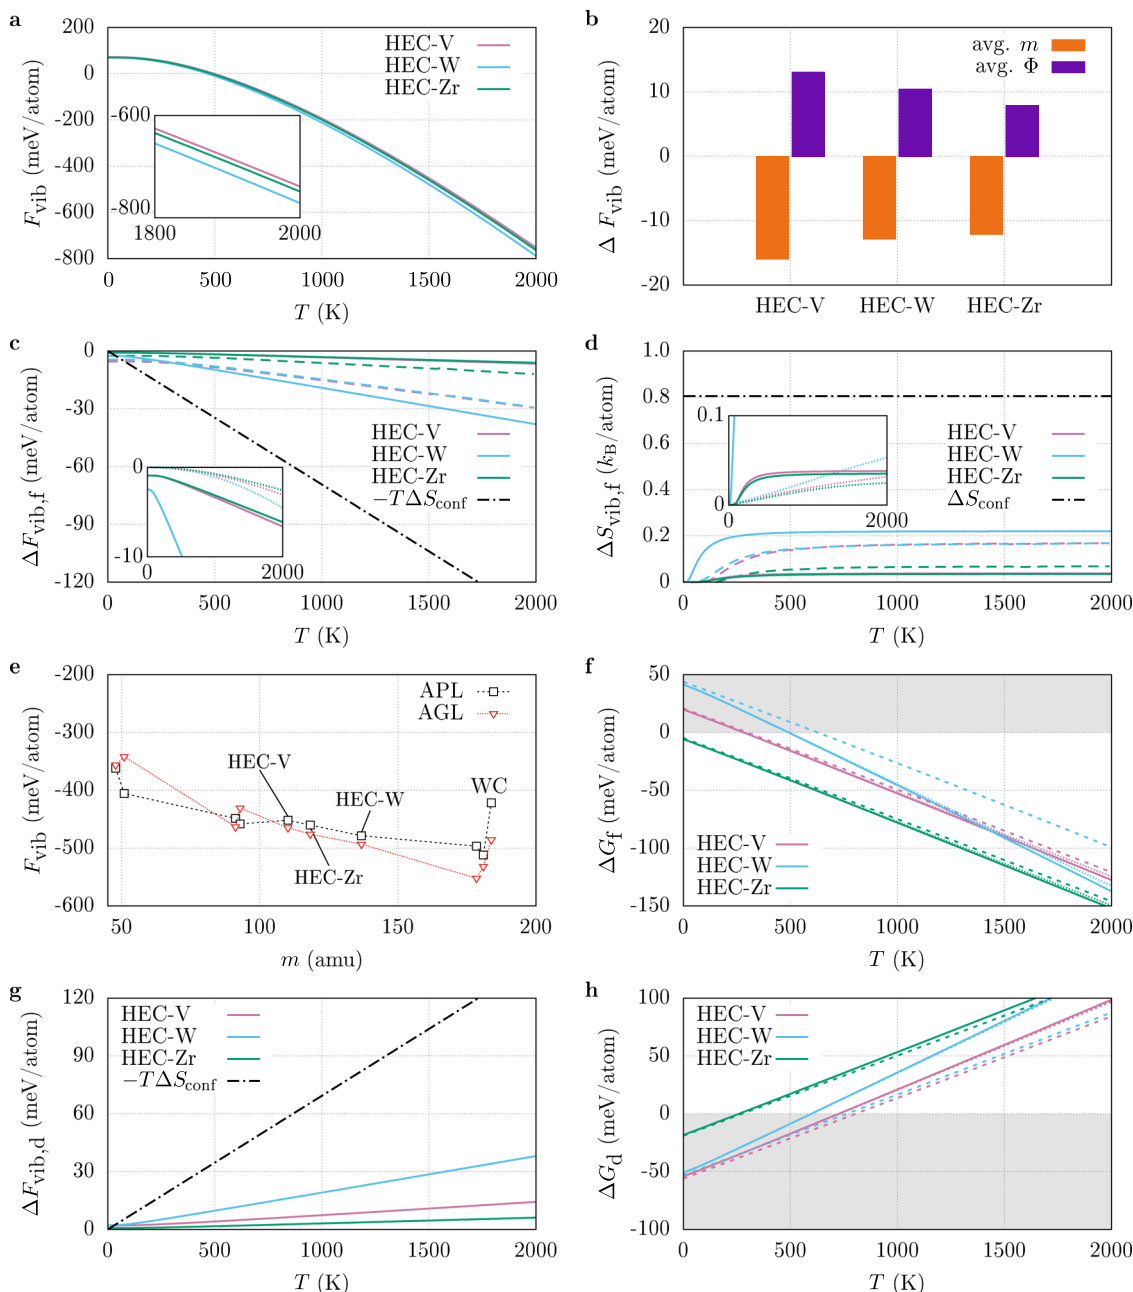 a
200
0
-200
-400
-600
-800
F_vib (meV/atom)
HEC-V
HEC-W
HEC-Zr
-600
-800
1800 2000
0 500 1000 1500 2000
T (K)
b
20
10
0
-10
-20
Δ F_vib (meV/atom)
avg. m
avg. Φ
HEC-V HEC-W HEC-Zr
c
0
-30
-60
-90
-120
ΔF_vib,f (meV/atom)
HEC-V
HEC-W
HEC-Zr
-TΔS_conf
0
-10
0 2000
0 500 1000 1500 2000
T (K)
d
1.0
0.8
0.6
0.4
0.2
0
ΔS_vib,f (k_B/atom)
0.1
0
0 2000
HEC-V
HEC-W
HEC-Zr
ΔS_conf
0 500 1000 1500 2000
T (K)
e
-200
-300
-400
-500
-600
F_vib (meV/atom)
APL
AGL
HEC-V
HEC-W
WC
HEC-Zr
50 100 150 200
m (amu)
f
50
0
-50
-100
-150
ΔG_f (meV/atom)
HEC-V
HEC-W
HEC-Zr
0 500 1000 1500 2000
T (K)
g
120
90
60
30
0
ΔF_vib,d (meV/atom)
HEC-V
HEC-W
HEC-Zr
-TΔS_conf
0 500 1000 1500 2000
T (K)
h
100
50
0
-50
-100
ΔG_d (meV/atom)
HEC-V
HEC-W
HEC-Zr
0 500 1000 1500 2000
T (K)